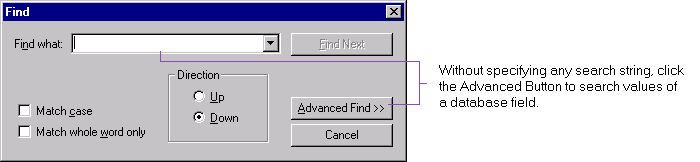 Find
Find what:
Find Next
Direction
Up
Down
Match case
Match whole word only
Advanced Find >>
Cancel
Without specifying any search string, click
the Advanced Button to search values of
a database field.